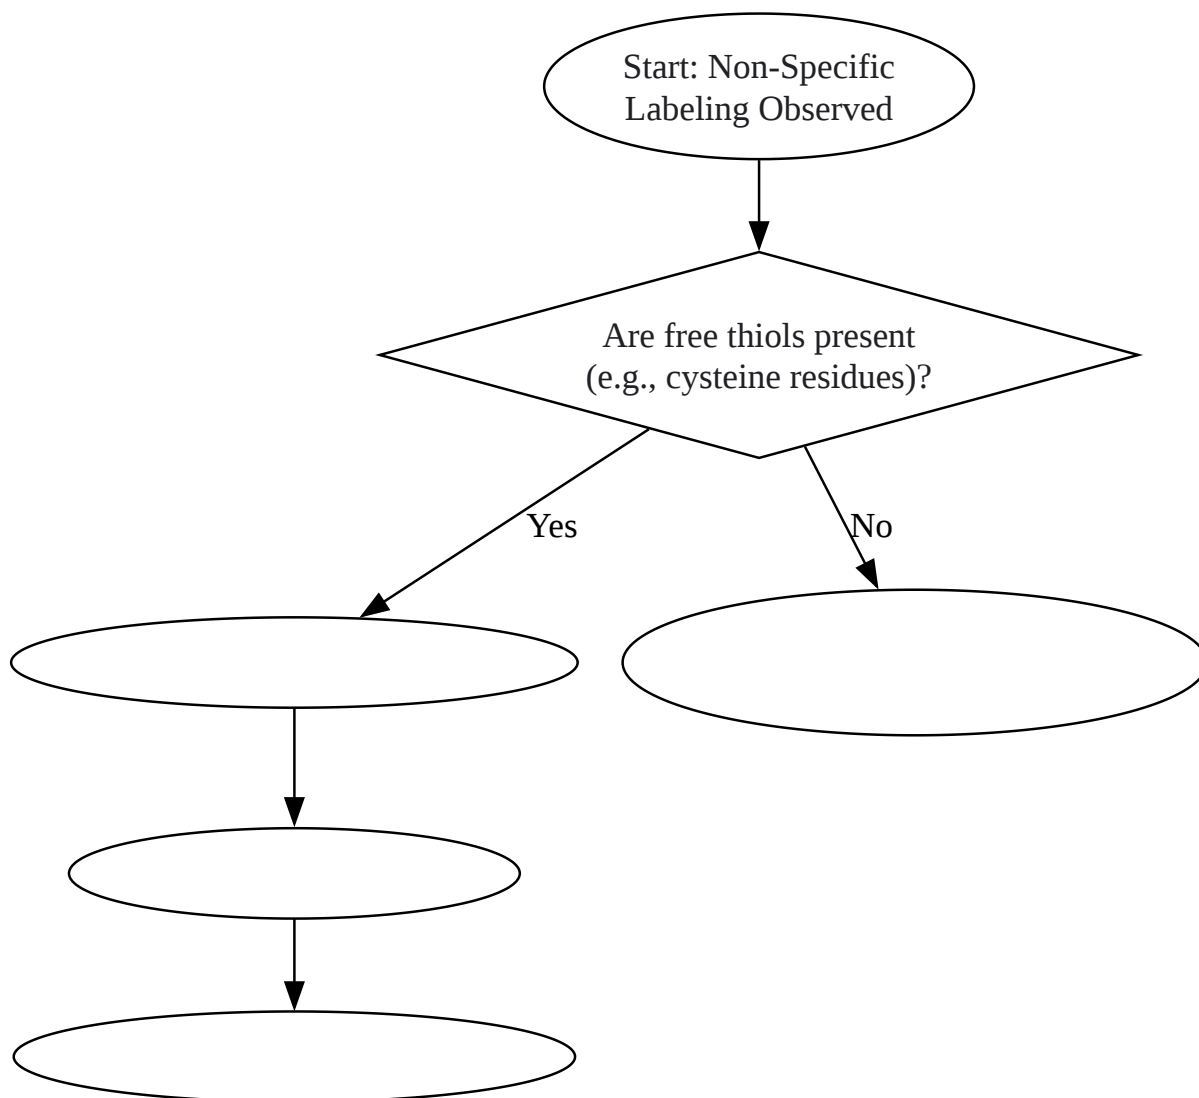 Start: Non-Specific
Labeling Observed
Are free thiols present
(e.g., cysteine residues)?
Yes
No